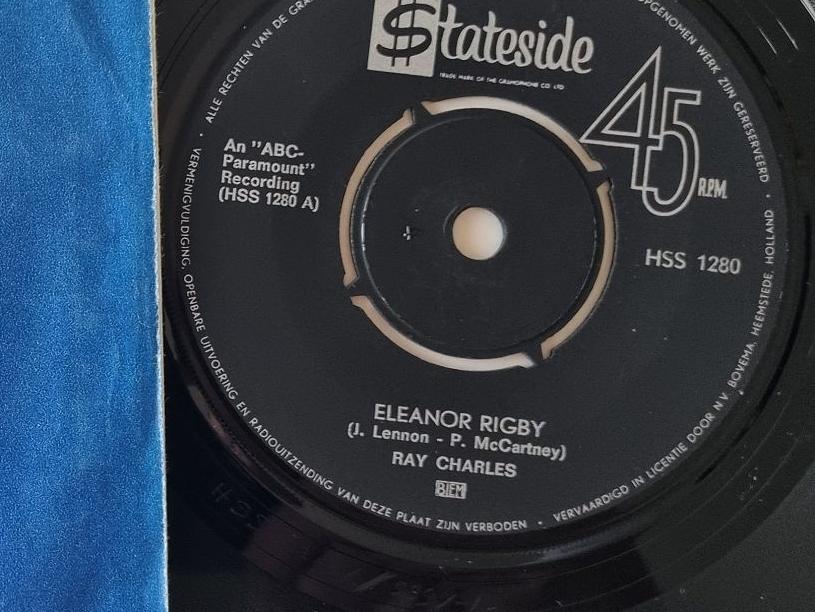 $tateside
TRADE MARK OF THE GRAMOPHONE CO. LTD
45
R.P.M.
An "ABC-
Paramount"
Recording
(HSS 1280 A)
HSS 1280
ELEANOR RIGBY
(J. Lennon - P. McCartney)
RAY CHARLES
BIEM
ALLE RECHTEN VAN DE
OPGENOMEN WERK ZIJN GERESERVEERD
• VERMENIGVULDIGING, OPENBARE UITVOERING EN RADIOUITZENDING VAN DEZE PLAAT ZIJN VERBODEN •
VERVAARDIGD IN LICENTIE DOOR N.V. BOVEMA, HEEMSTEDE, HOLLAND •